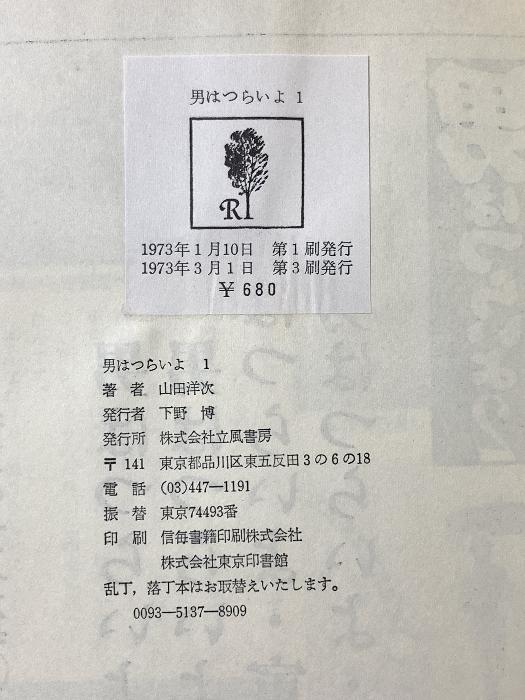 男はつらいよ 1
R
1973年1月10日 第1刷発行
1973年3月1日 第3刷発行
¥680
男はつらいよ 1
著者 山田洋次
発行者 下野 博
発行所 株式会社立風書房
〒141 東京都品川区東五反田3の6の18
電話 (03)447―1191
振替 東京74493番
印刷 信毎書籍印刷株式会社
株式会社東京印書館
乱丁,落丁本はお取替えいたします。
0093―5137―8909